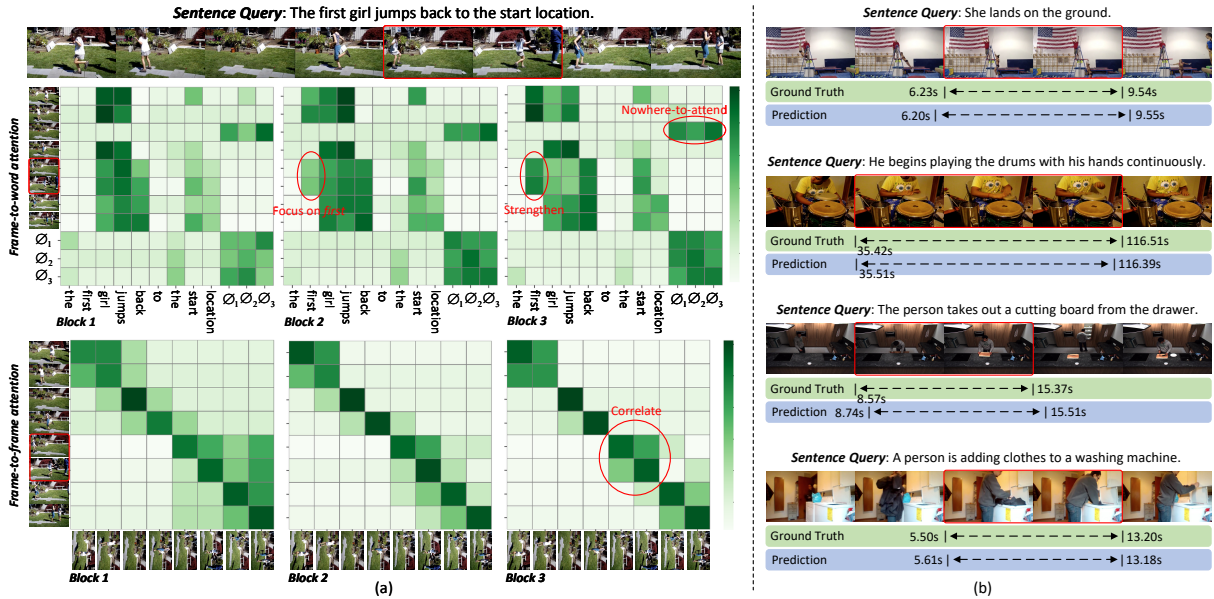 Sentence Query: The first girl jumps back to the start location.
Frame-to-word attention
Nowhere-to-attend
Focus on first
Strengthen
∅1
∅2
∅3
the first girl jumps back to the start location ∅1 ∅2 ∅3
the first girl jumps back to the start location ∅1 ∅2 ∅3
the first girl jumps back to the start location ∅1 ∅2 ∅3
Block 1
Block 2
Block 3
Frame-to-frame attention
Correlate
Block 1
Block 2
Block 3
(a)
Sentence Query: She lands on the ground.
Ground Truth 6.23s 9.54s
Prediction 6.20s 9.55s
Sentence Query: He begins playing the drums with his hands continuously.
Ground Truth 35.42s 116.51s
Prediction 35.51s 116.39s
Sentence Query: The person takes out a cutting board from the drawer.
Ground Truth 8.57s 15.37s
Prediction 8.74s 15.51s
Sentence Query: A person is adding clothes to a washing machine.
Ground Truth 5.50s 13.20s
Prediction 5.61s 13.18s
(b)